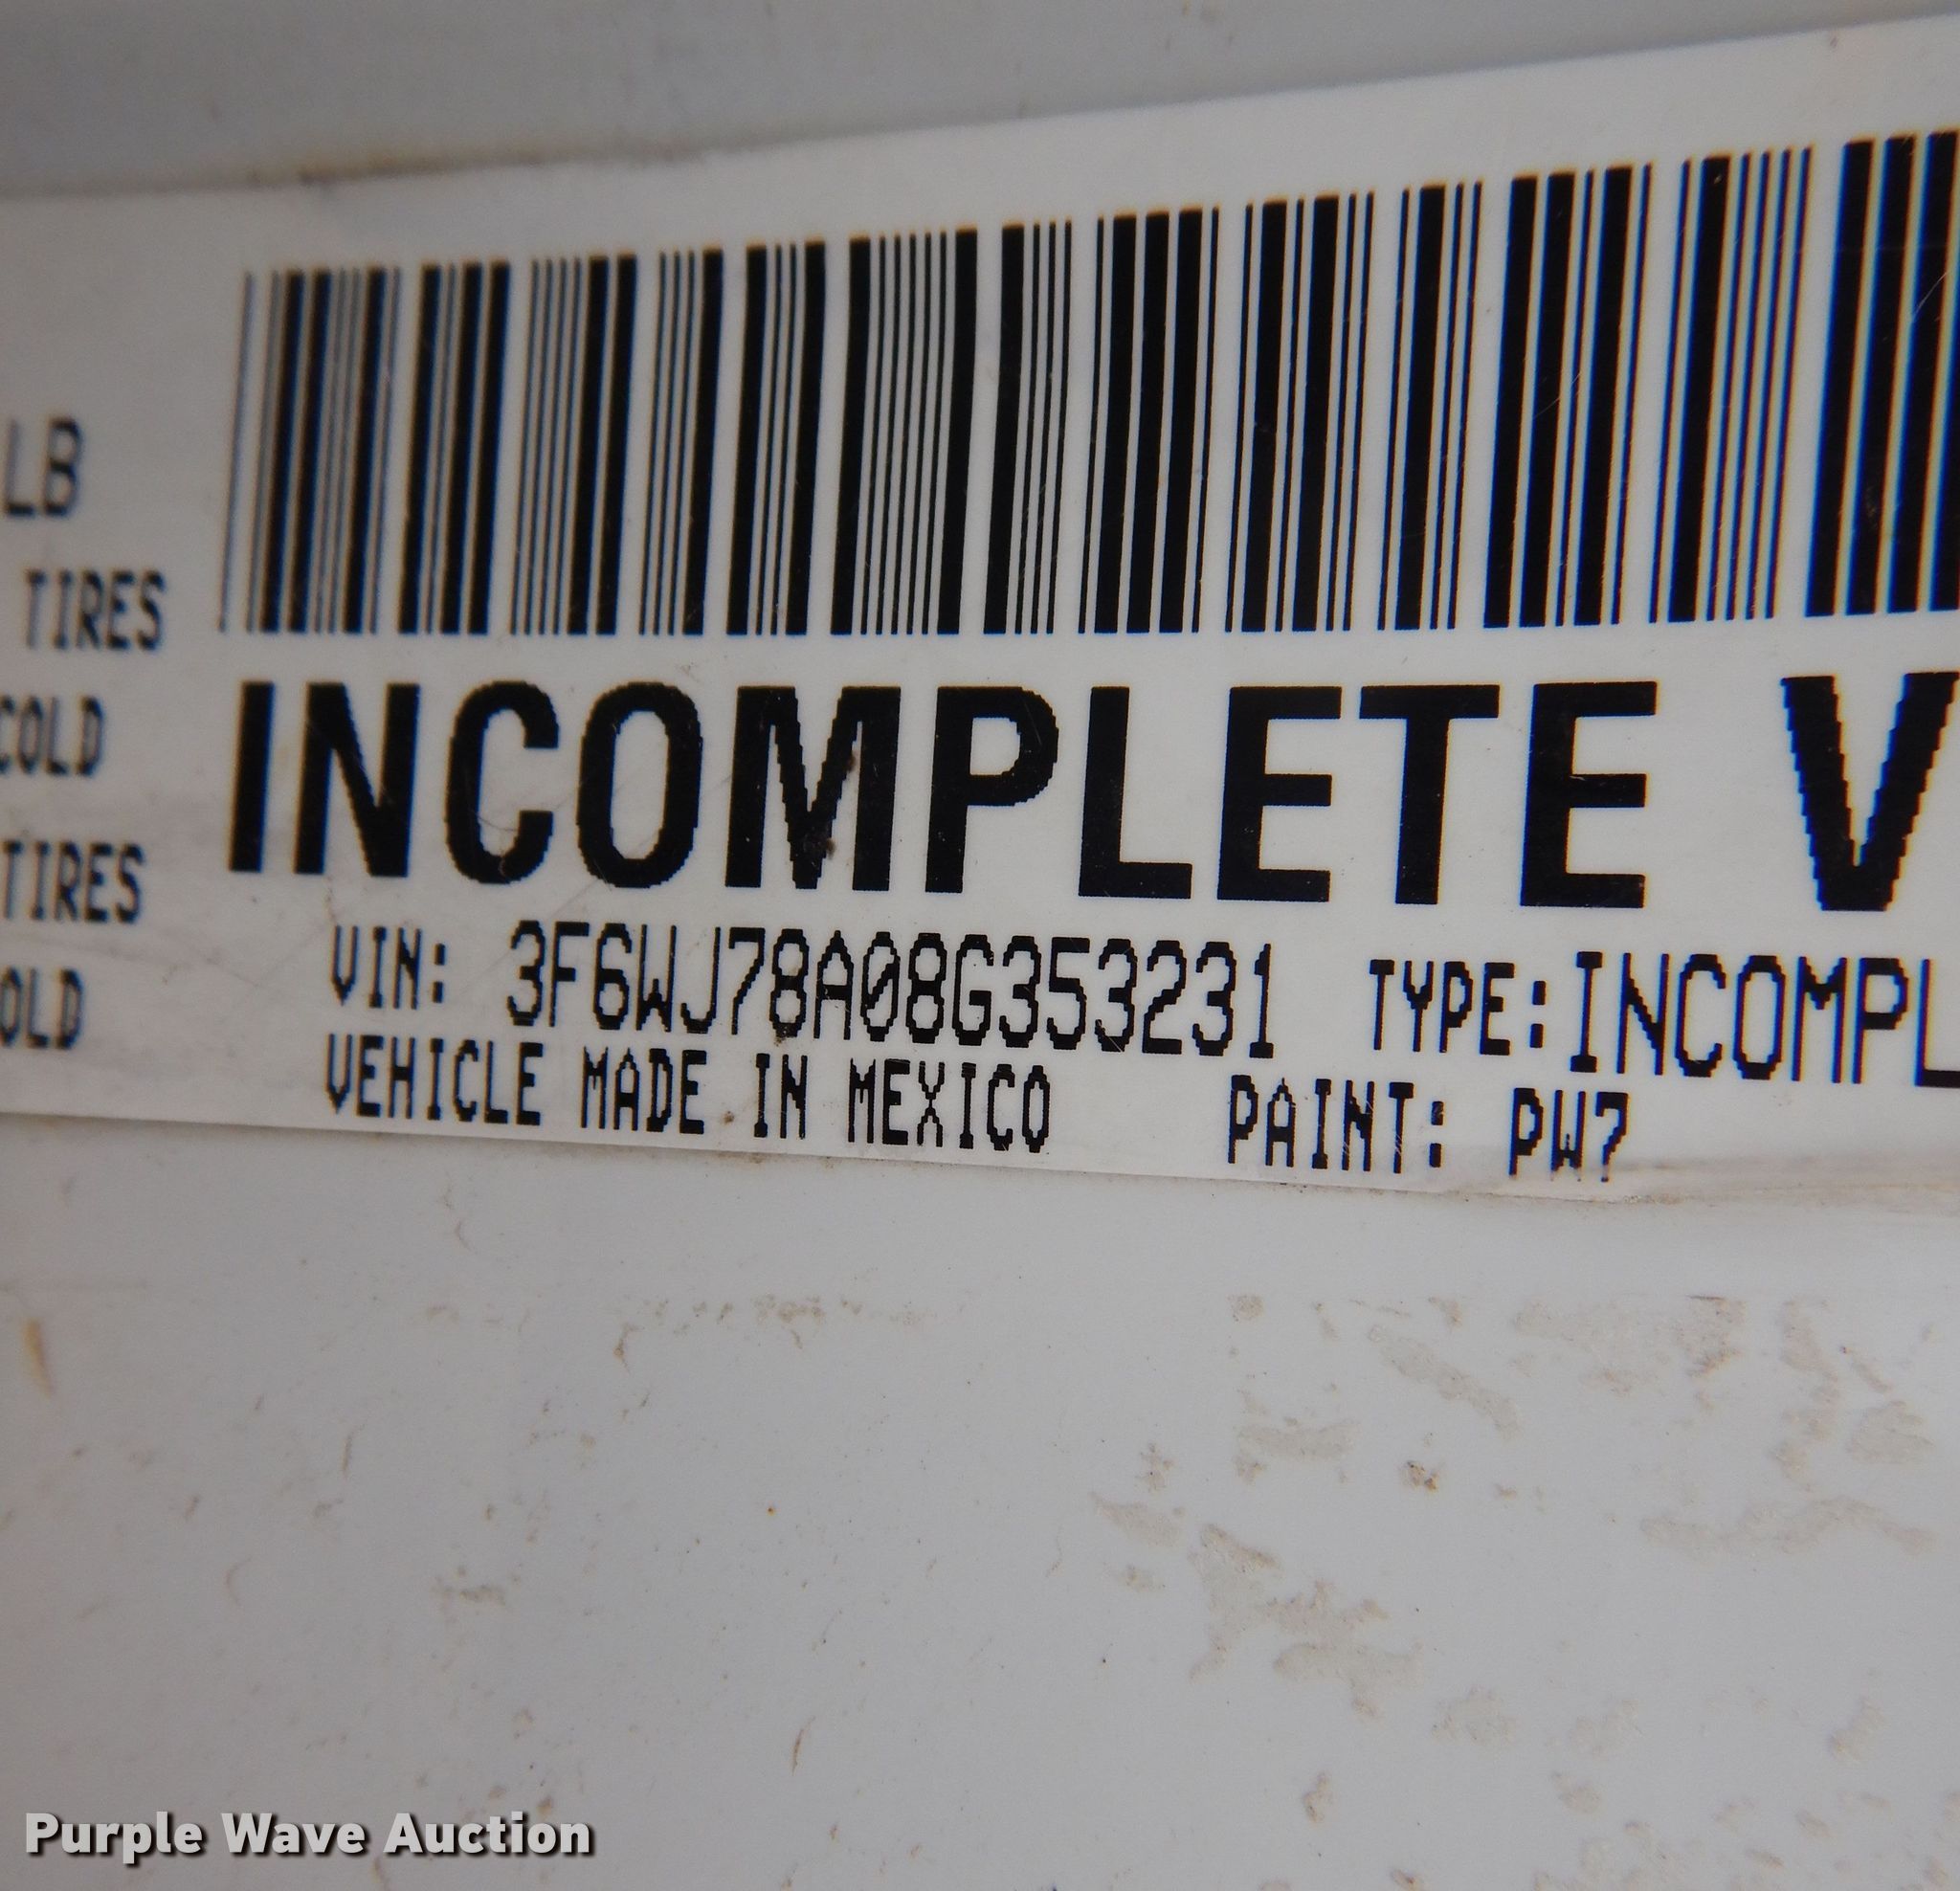 LB
TIRES
COLD
TIRES
OLD
INCOMPLETE V
VIN: 3F6WJ78A08G353231 TYPE:INCOMPL
VEHICLE MADE IN MEXICO PAINT: PW7
Purple Wave Auction